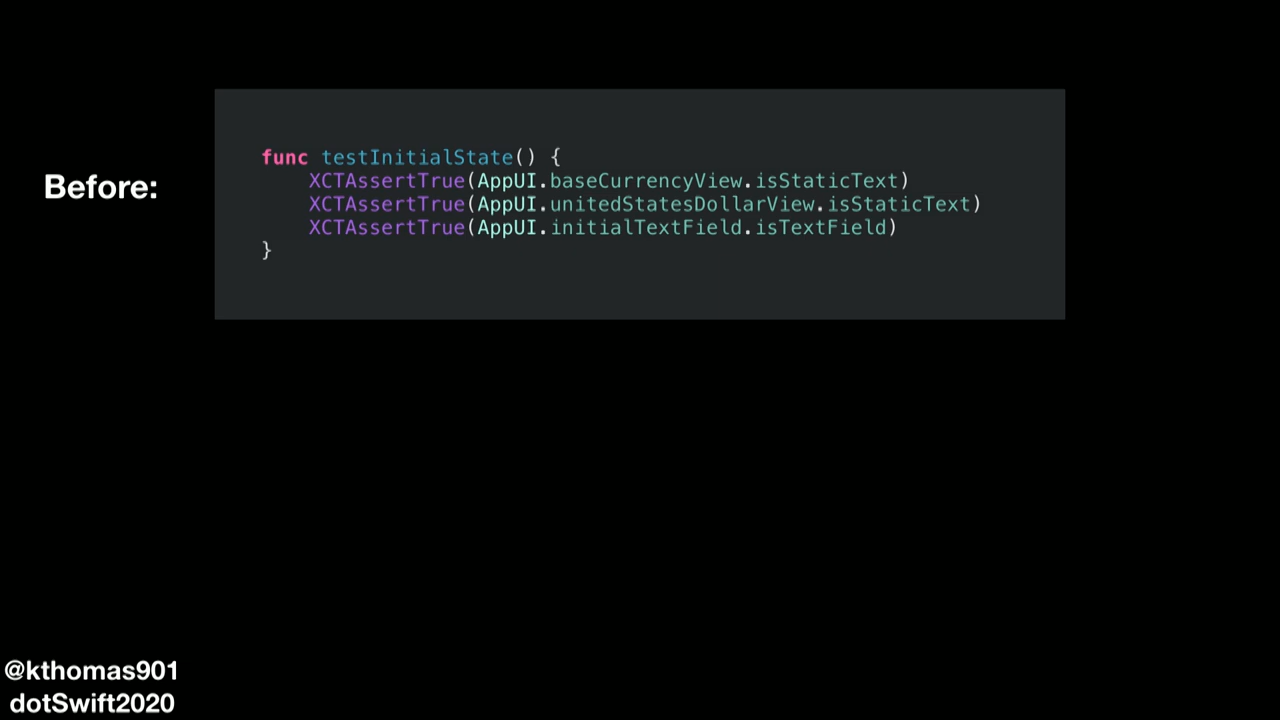 Before:
func testInitialState() {
    XCTAssertTrue(AppUI.baseCurrencyView.isStaticText)
    XCTAssertTrue(AppUI.unitedStatesDollarView.isStaticText)
    XCTAssertTrue(AppUI.initialTextField.isTextField)
}
@kthomas901
dotSwift2020